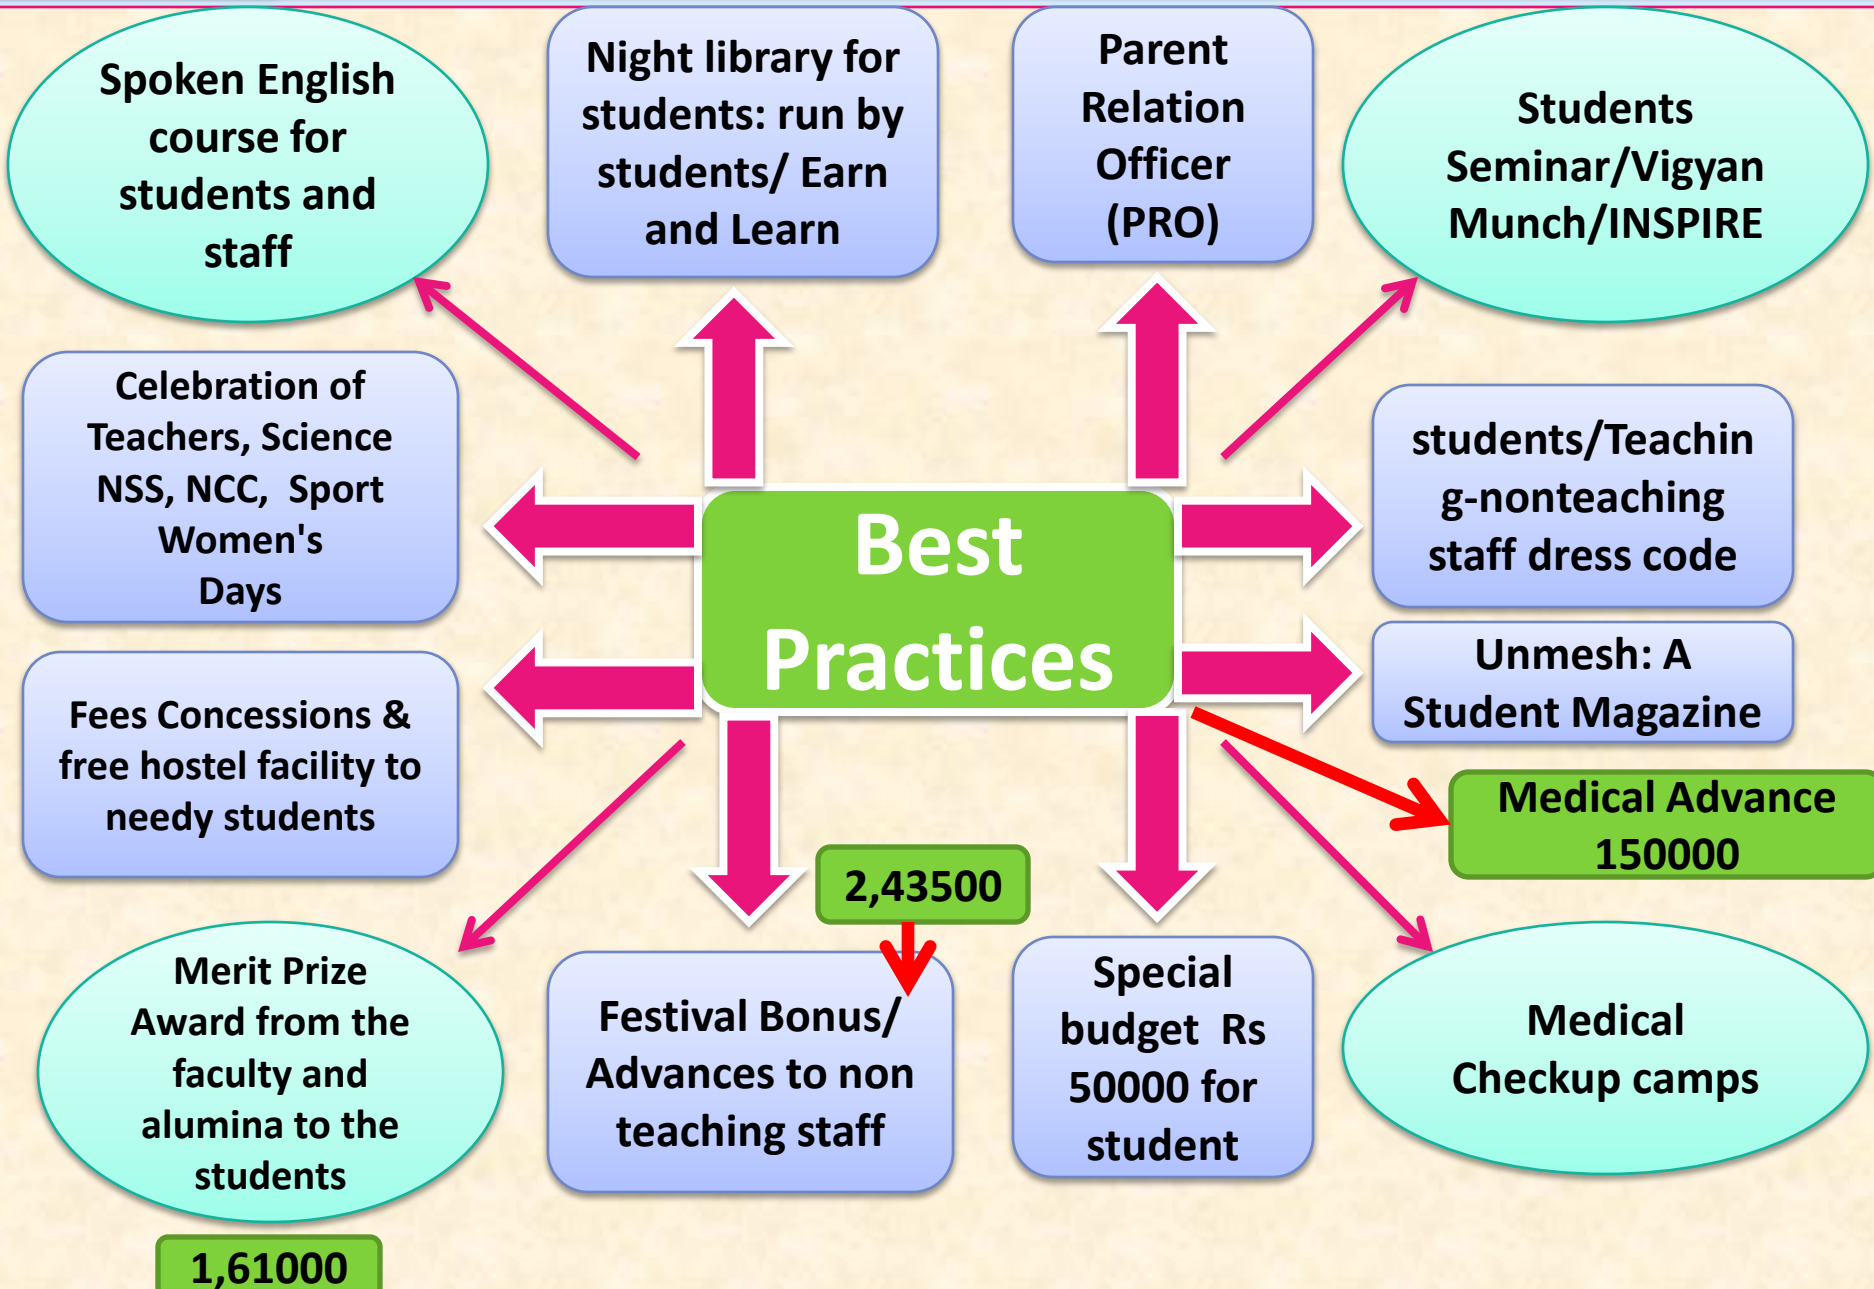 Spoken English
course for
students and
staff
Night library for
students: run by
students/ Earn
and Learn
Parent
Relation
Officer
(PRO)
Students
Seminar/Vigyan
Munch/INSPIRE
Celebration of
Teachers, Science
NSS, NCC,  Sport
Women's
Days
Best
Practices
students/Teachin
g-nonteaching
staff dress code
Unmesh: A
Student Magazine
Fees Concessions &
free hostel facility to
needy students
Medical Advance
150000
2,43500
Merit Prize
Award from the
faculty and
alumina to the
students
Festival Bonus/
Advances to non
teaching staff
Special
budget  Rs
50000 for
student
Medical
Checkup camps
1,61000